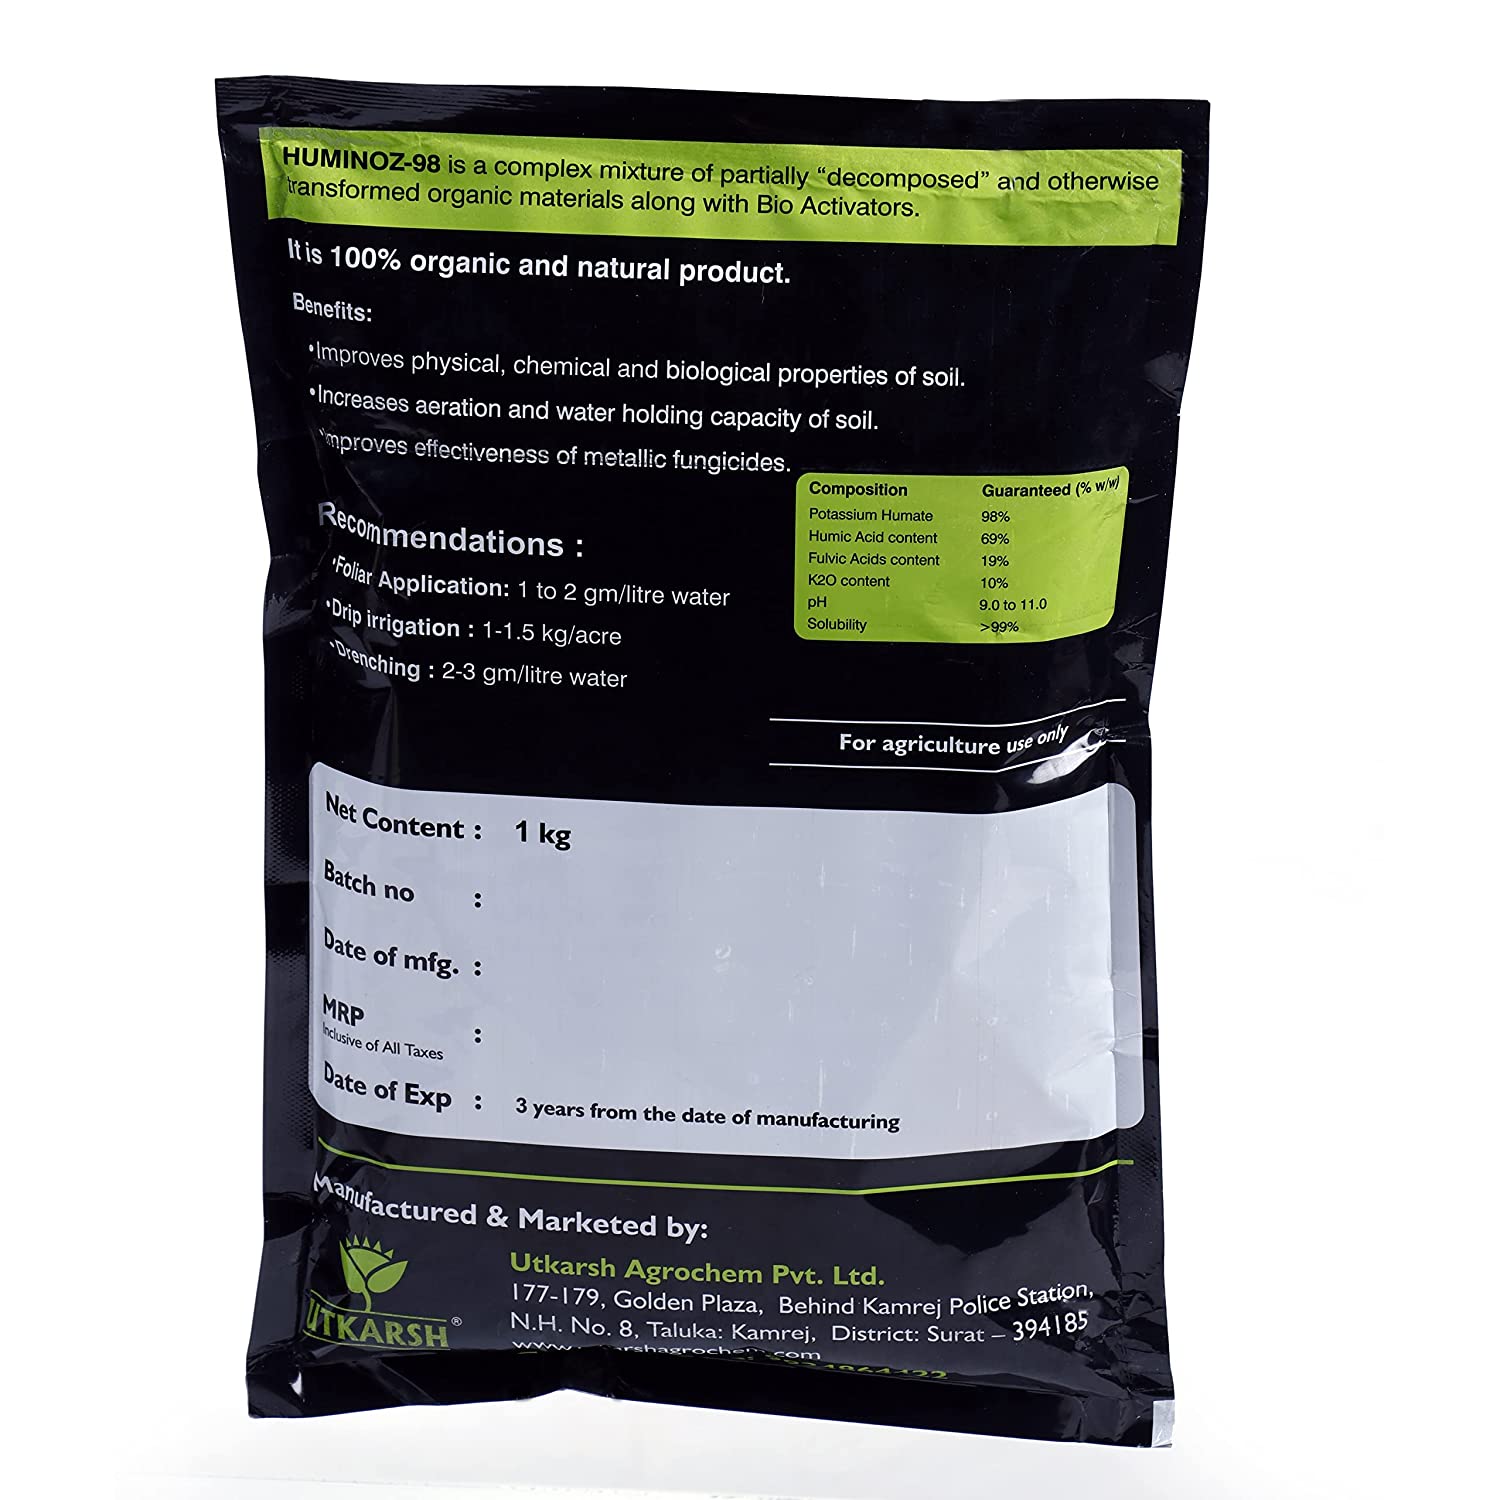 HUMINOZ-98 is a complex mixture of partially “decomposed” and otherwise
transformed organic materials along with Bio Activators.
It is 100% organic and natural product.
Benefits:
•Improves physical, chemical and biological properties of soil.
•Increases aeration and water holding capacity of soil.
•Improves effectiveness of metallic fungicides.
Composition Guaranteed (% w/w)
Potassium Humate 98%
Humic Acid content 69%
Fulvic Acids content 19%
K2O content 10%
pH 9.0 to 11.0
Solubility >99%
Recommendations :
•Foliar Application: 1 to 2 gm/litre water
•Drip irrigation : 1-1.5 kg/acre
•Drenching : 2-3 gm/litre water
For agriculture use only
Net Content : 1 kg
Batch no :
Date of mfg. :
MRP :
Inclusive of All Taxes
Date of Exp : 3 years from the date of manufacturing
Manufactured & Marketed by:
UTKARSH®
Utkarsh Agrochem Pvt. Ltd.
177-179, Golden Plaza, Behind Kamrej Police Station,
N.H. No. 8, Taluka: Kamrej, District: Surat – 394185